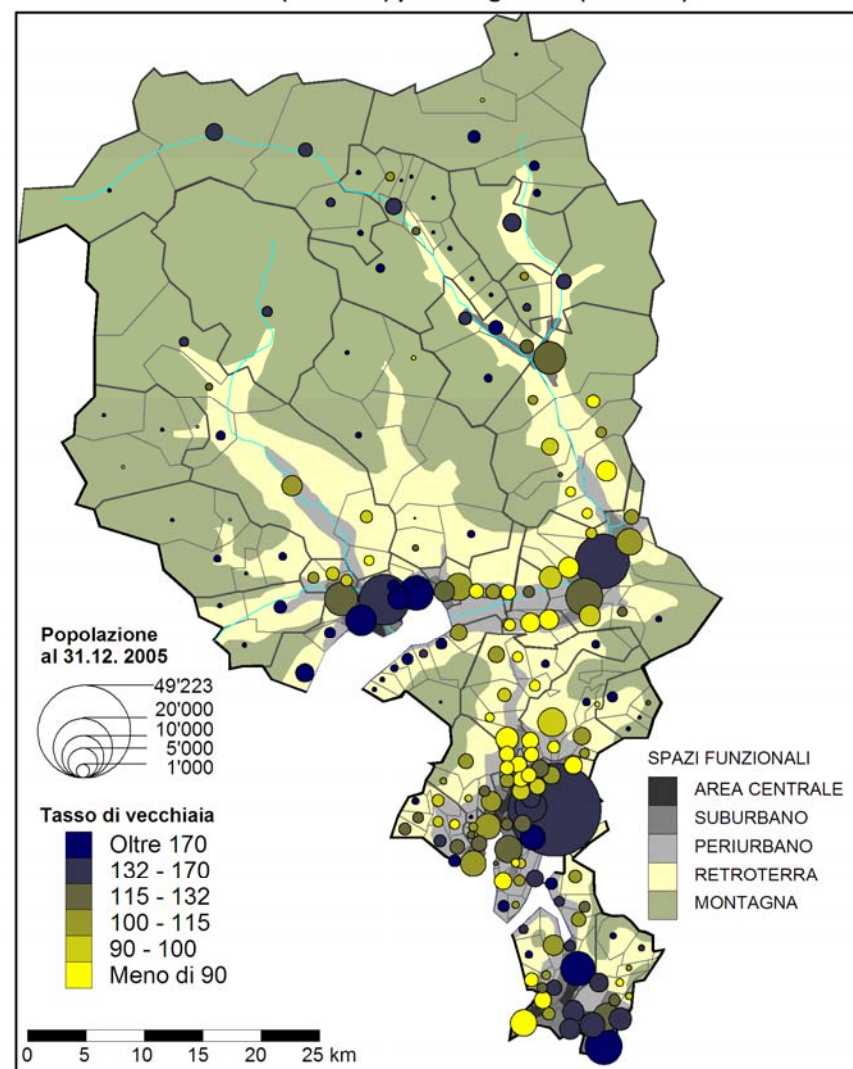 Popolazione
al 31.12. 2005
49'223
20'000
10'000
5'000
1'000
Tasso di vecchiaia
Oltre 170
132 - 170
115 - 132
100 - 115
90 - 100
Meno di 90
0 5 10 15 20 25 km
SPAZI FUNZIONALI
AREA CENTRALE
SUBURBANO
PERIURBANO
RETROTERRA
MONTAGNA